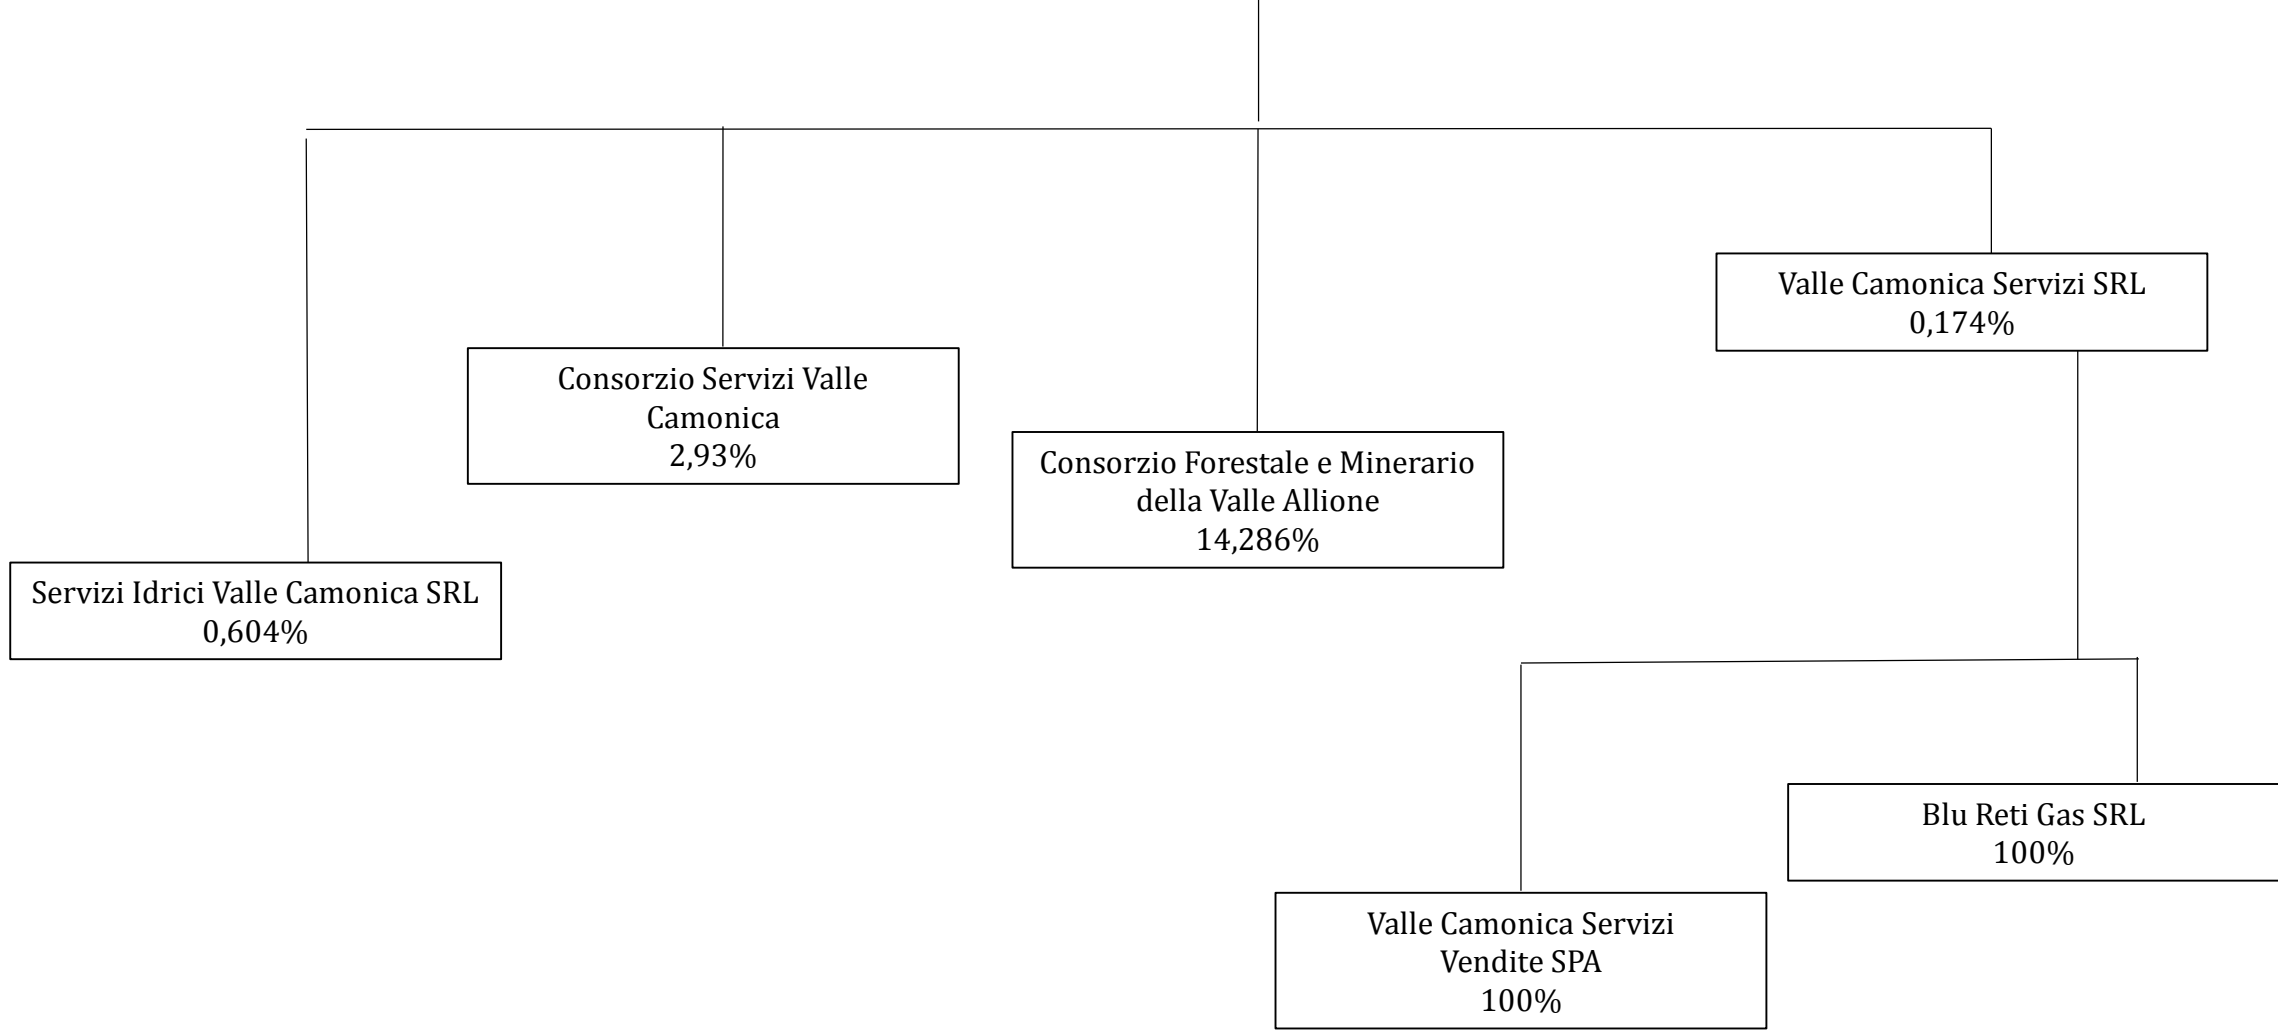 Valle Camonica Servizi SRL
0,174%
Consorzio Servizi Valle
Camonica
2,93%
Consorzio Forestale e Minerario
della Valle Allione
14,286%
Servizi Idrici Valle Camonica SRL
0,604%
Blu Reti Gas SRL
100%
Valle Camonica Servizi
Vendite SPA
100%